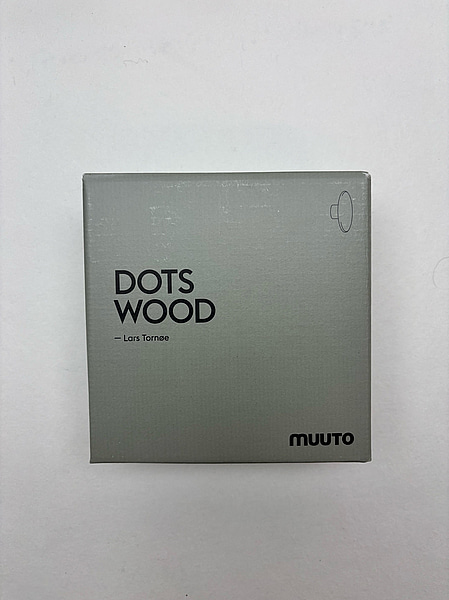 DOTS
WOOD
— Lars Tornøe
muuto